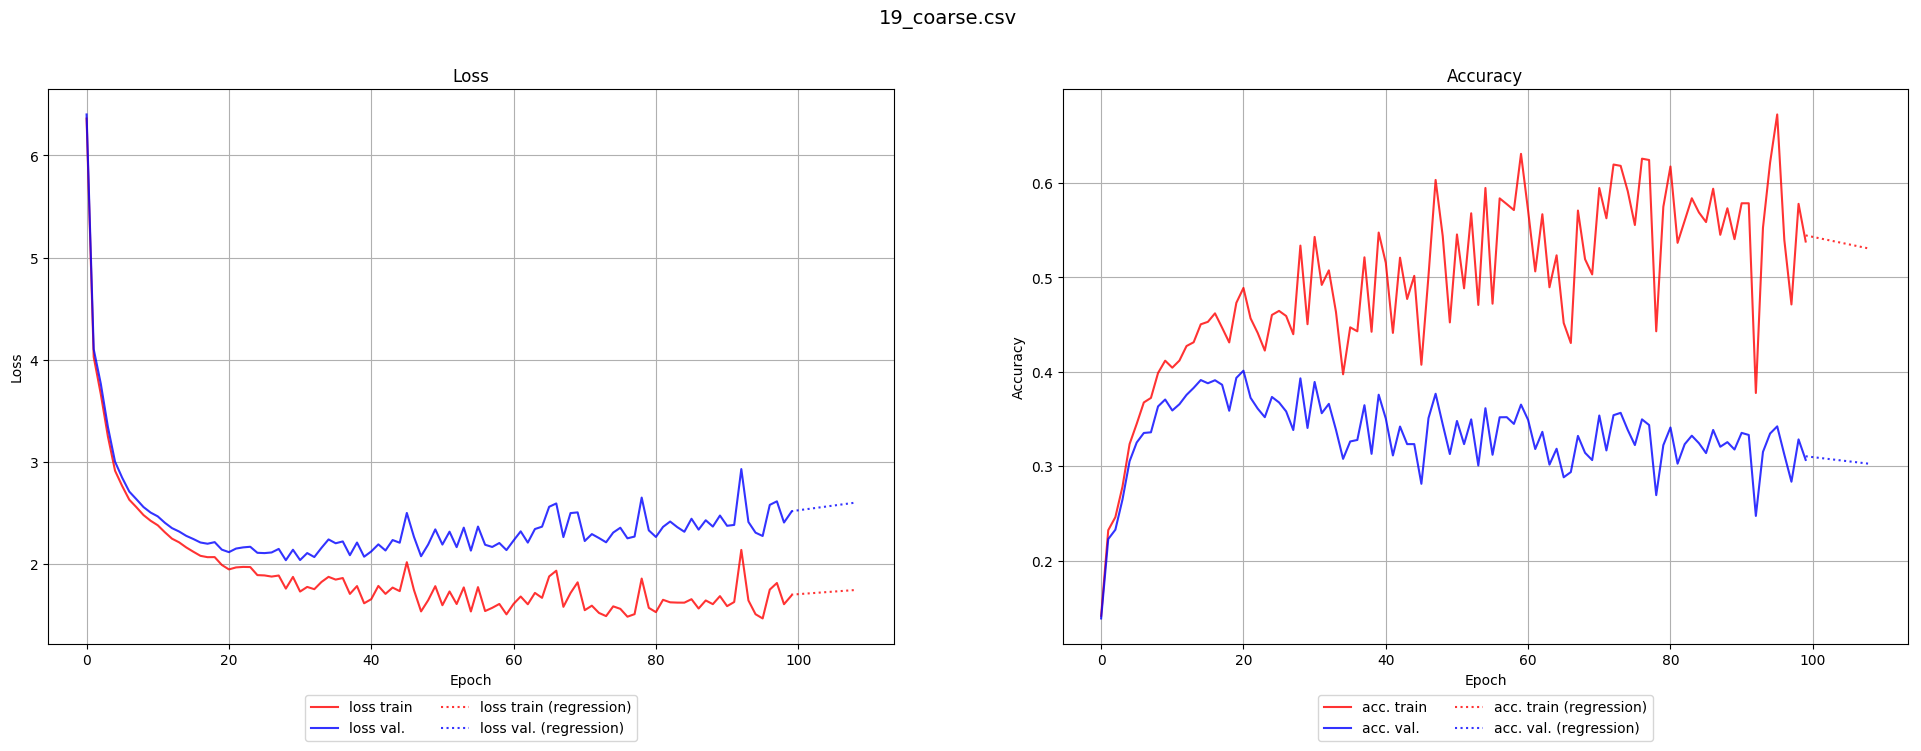 19_coarse.csv
Loss
Loss
6
5
4
3
2
0 20 40 60 80 100
Epoch
loss train loss train (regression)
loss val. loss val. (regression)
Accuracy
Accuracy
0.6
0.5
0.4
0.3
0.2
0 20 40 60 80 100
Epoch
acc. train acc. train (regression)
acc. val. acc. val. (regression)